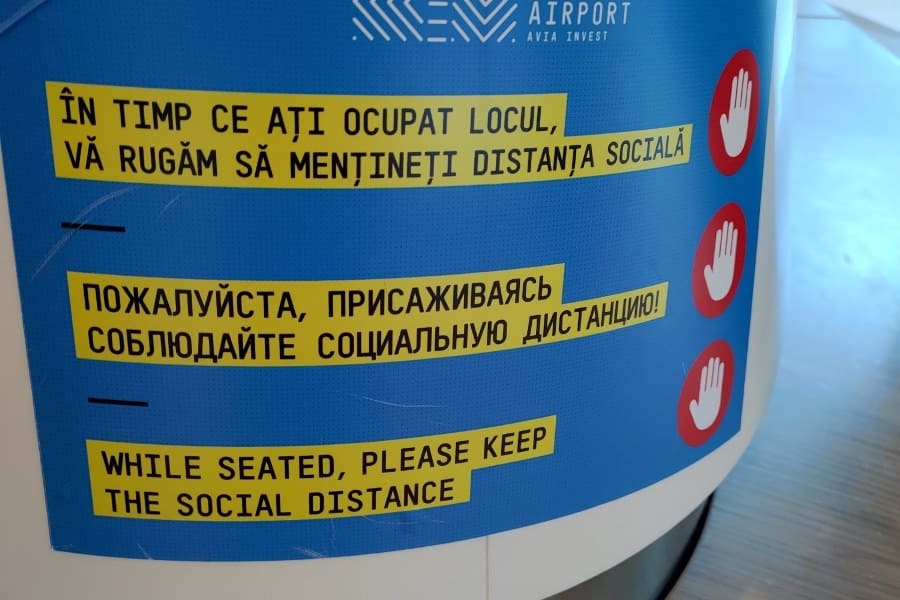 AIRPORT
AVIA INVEST
ÎN TIMP CE AȚI OCUPAT LOCUL,
VĂ RUGĂM SĂ MENȚINEȚI DISTANȚA SOCIALĂ
ПОЖАЛУЙСТА, ПРИСАЖИВАЯСЬ
СОБЛЮДАЙТЕ СОЦИАЛЬНУЮ ДИСТАНЦИЮ!
WHILE SEATED, PLEASE KEEP
THE SOCIAL DISTANCE